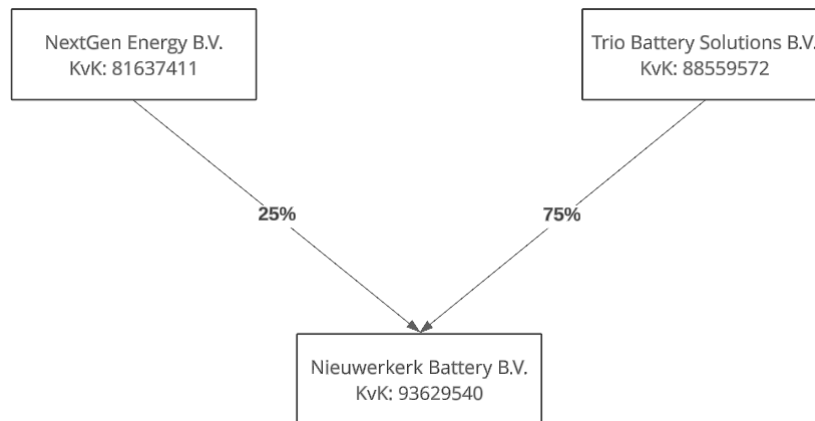 NextGen Energy B.V.
KvK: 81637411
Trio Battery Solutions B.V.
KvK: 88559572
25%
75%
Nieuwerkerk Battery B.V.
KvK: 93629540